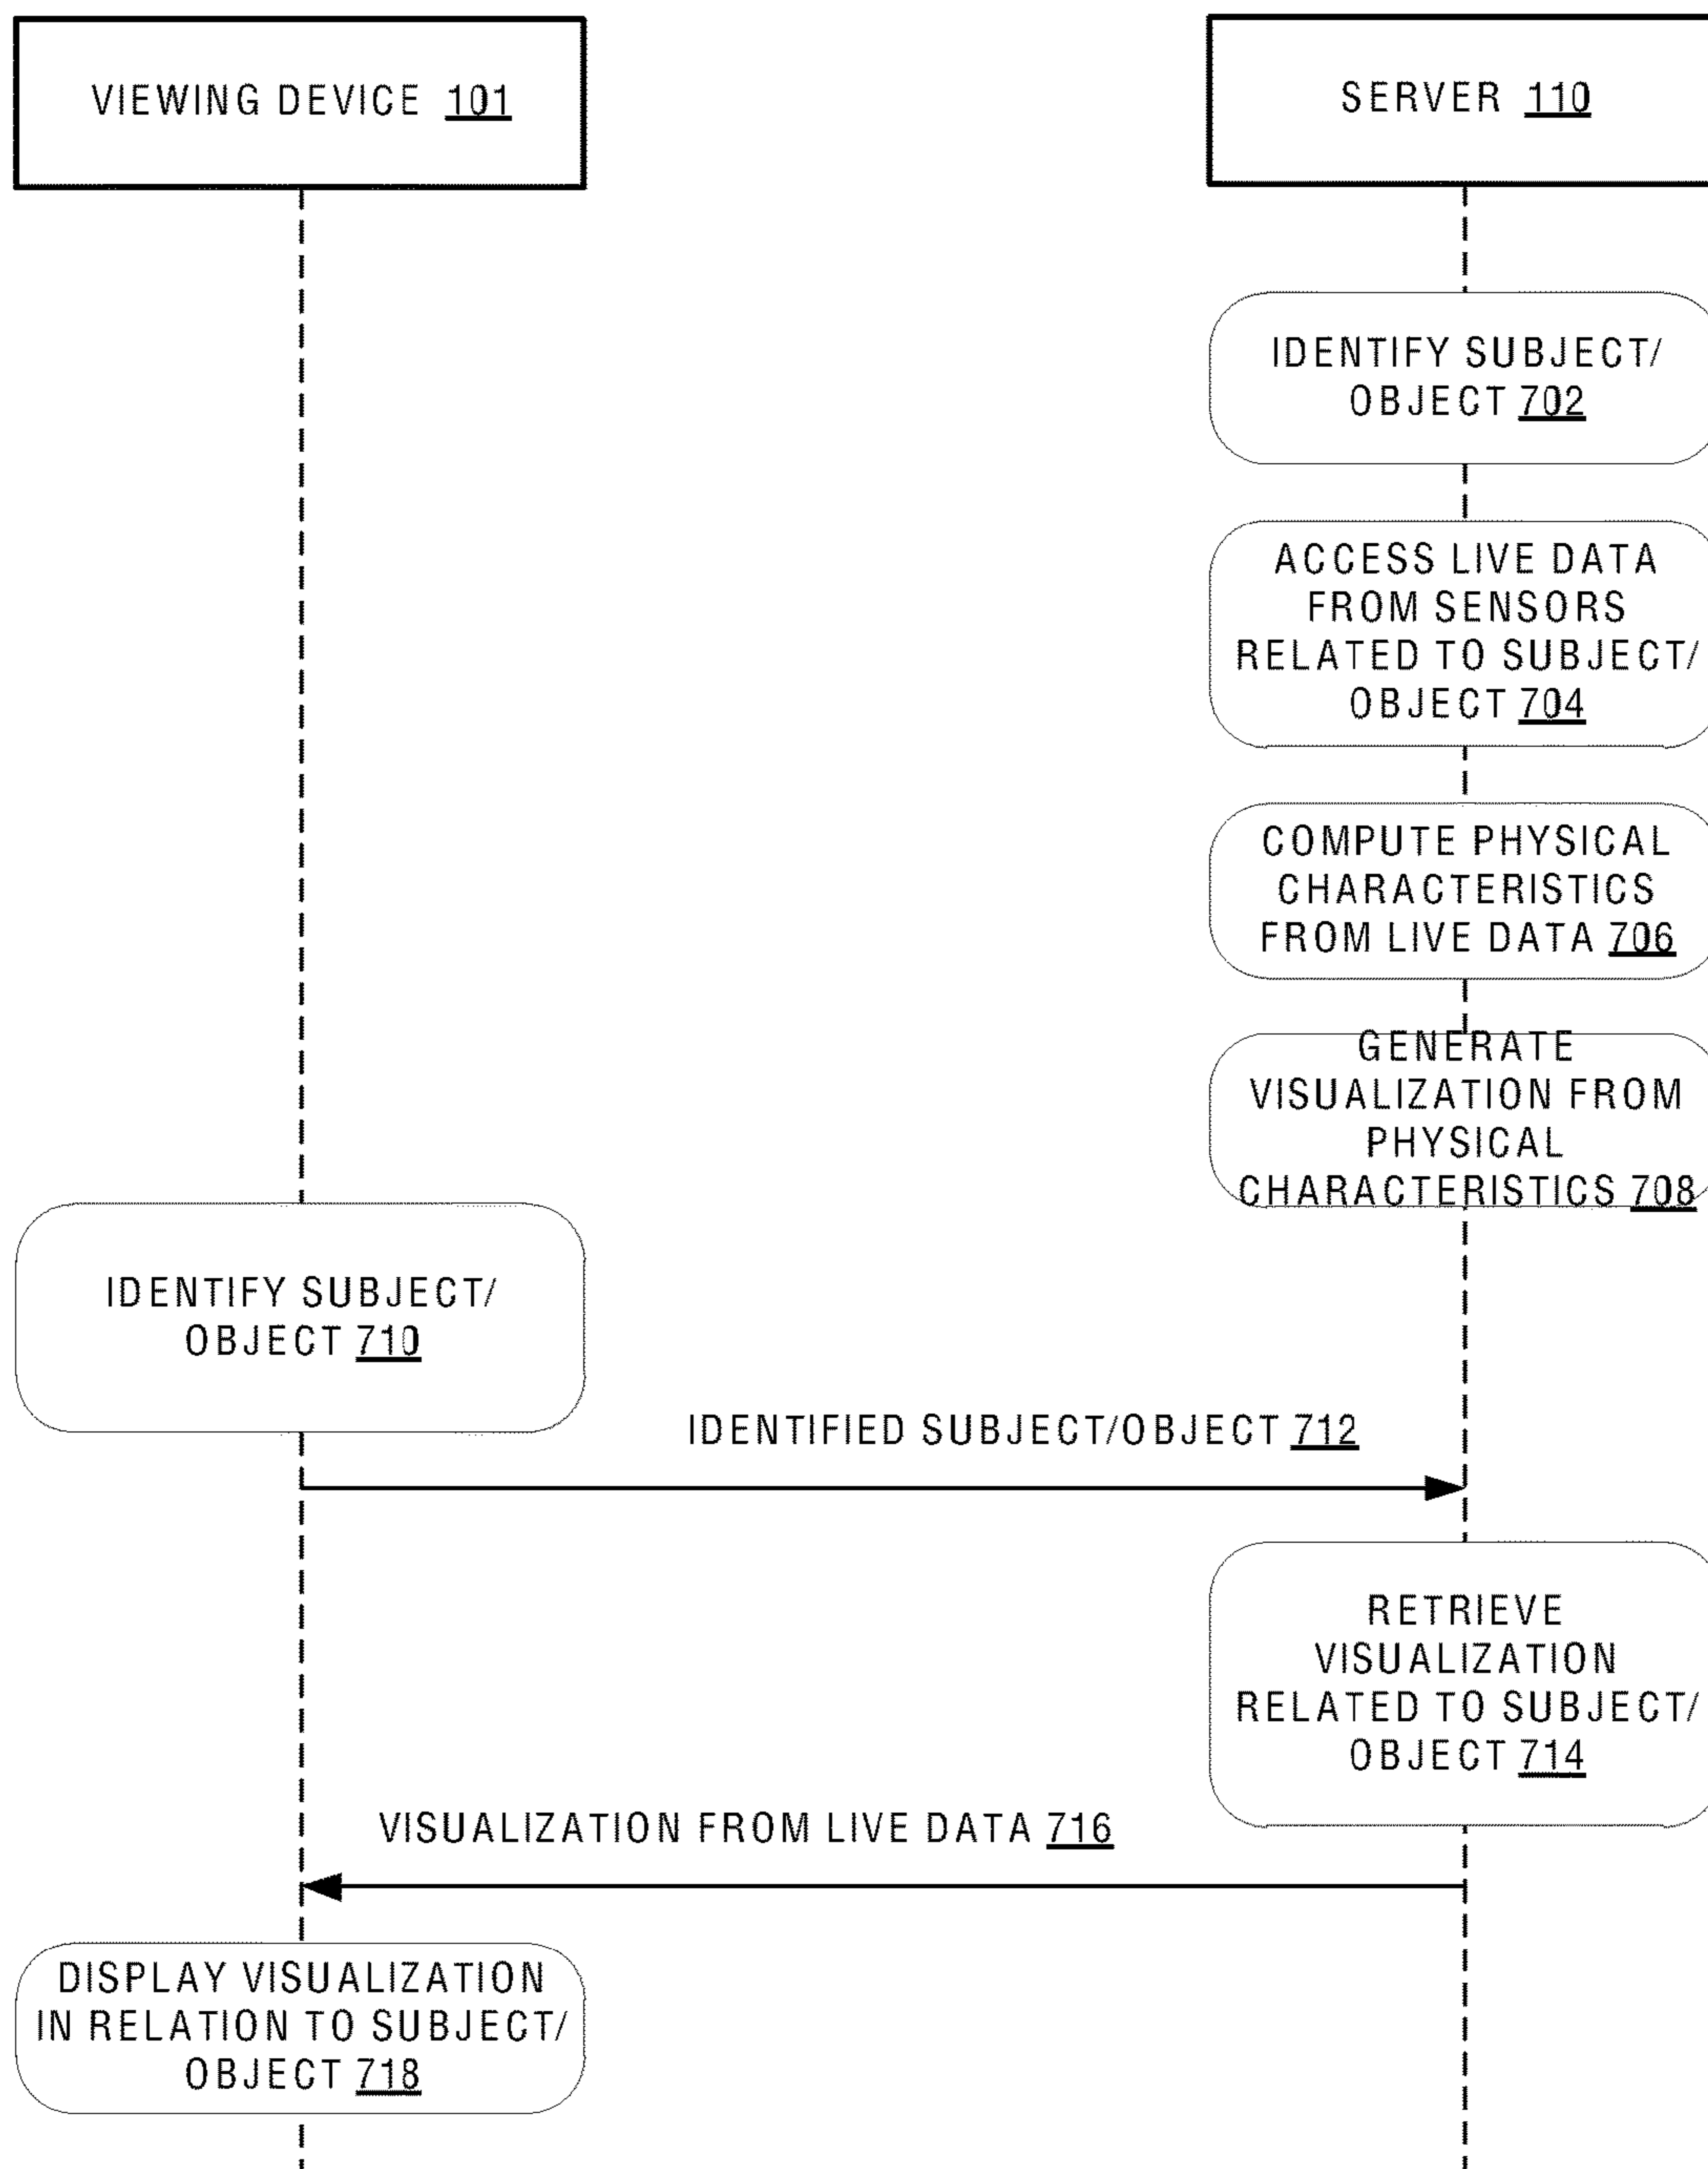 VIEWING DEVICE 101
SERVER 110
IDENTIFY SUBJECT/
OBJECT 702
ACCESS LIVE DATA
FROM SENSORS
RELATED TO SUBJECT/
OBJECT 704
COMPUTE PHYSICAL
CHARACTERISTICS
FROM LIVE DATA 706
GENERATE
VISUALIZATION FROM
PHYSICAL
CHARACTERISTICS 708
IDENTIFY SUBJECT/
OBJECT 710
IDENTIFIED SUBJECT/OBJECT 712
RETRIEVE
VISUALIZATION
RELATED TO SUBJECT/
OBJECT 714
VISUALIZATION FROM LIVE DATA 716
DISPLAY VISUALIZATION
IN RELATION TO SUBJECT/
OBJECT 718